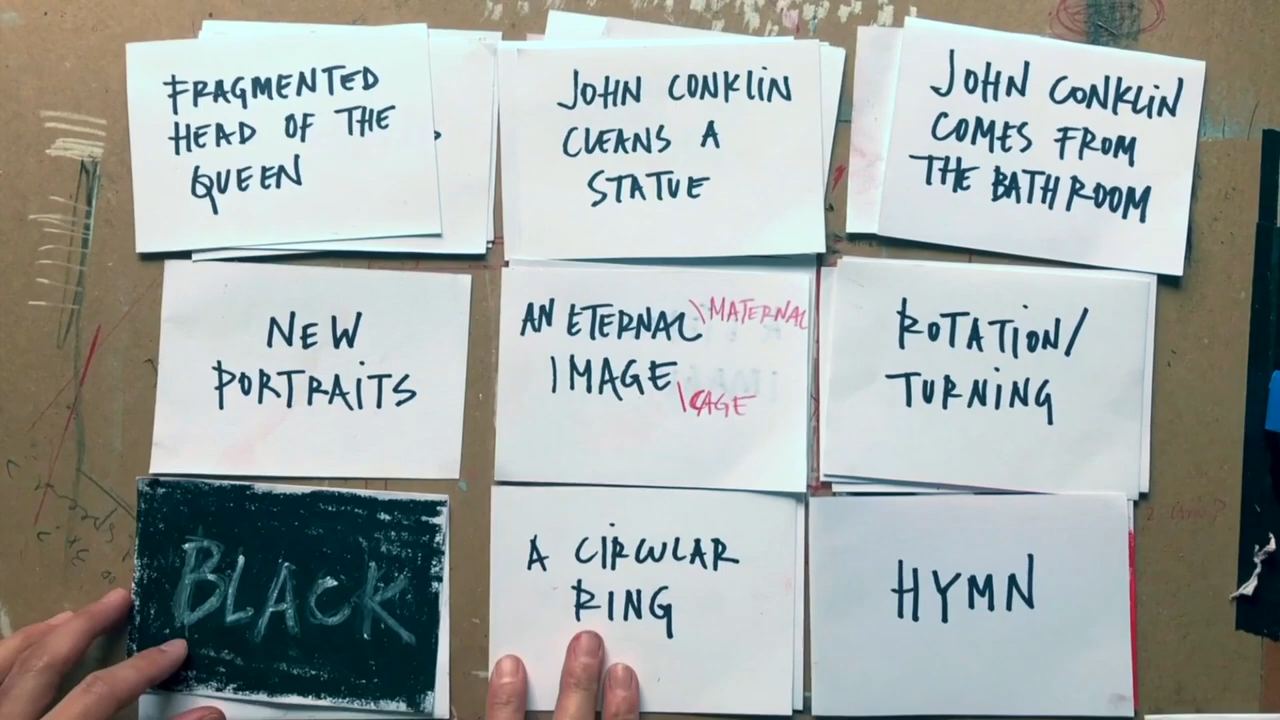 FRAGMENTED
HEAD OF THE
QUEEN
JOHN CONKLIN
CLEANS A
STATUE
JOHN CONKLIN
COMES FROM
THE BATHROOM
NEW
PORTRAITS
AN ETERNAL \MATERNAL
IMAGE \CAGE
ROTATION/
TURNING
BLACK
A CIRCULAR
RING
HYMN